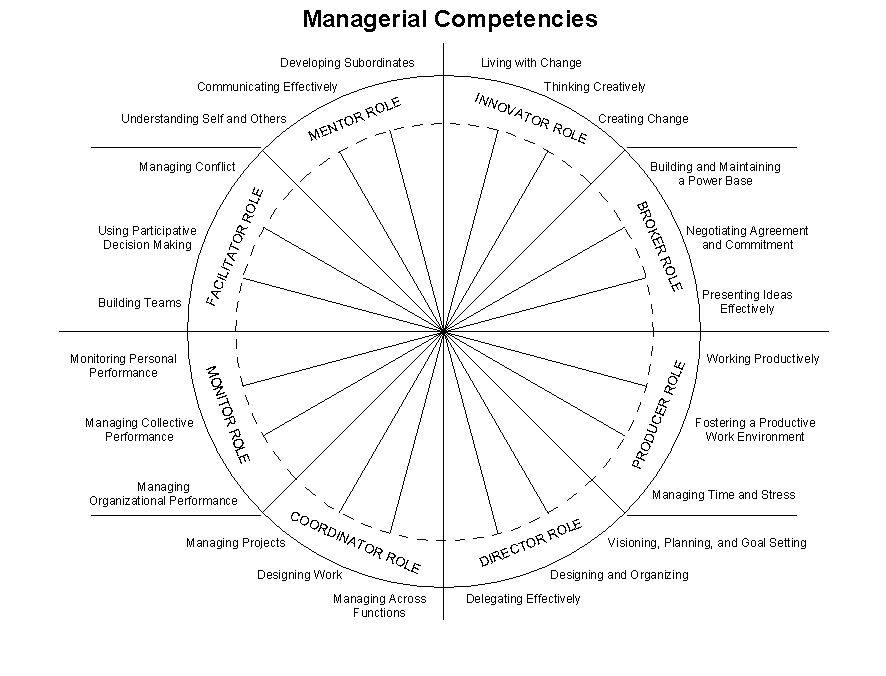 Managerial Competencies
Developing Subordinates
Living with Change
Communicating Effectively
Thinking Creatively
Understanding Self and Others
Creating Change
MENTOR ROLE
INNOVATOR ROLE
Managing Conflict
Building and Maintaining
a Power Base
Using Participative
Decision Making
Negotiating Agreement
and Commitment
FACILITATOR ROLE
BROKER ROLE
Building Teams
Presenting Ideas
Effectively
Monitoring Personal
Performance
Working Productively
MONITOR ROLE
PRODUCER ROLE
Managing Collective
Performance
Fostering a Productive
Work Environment
Managing
Organizational Performance
Managing Time and Stress
COORDINATOR ROLE
DIRECTOR ROLE
Managing Projects
Visioning, Planning, and Goal Setting
Designing Work
Designing and Organizing
Managing Across
Functions
Delegating Effectively